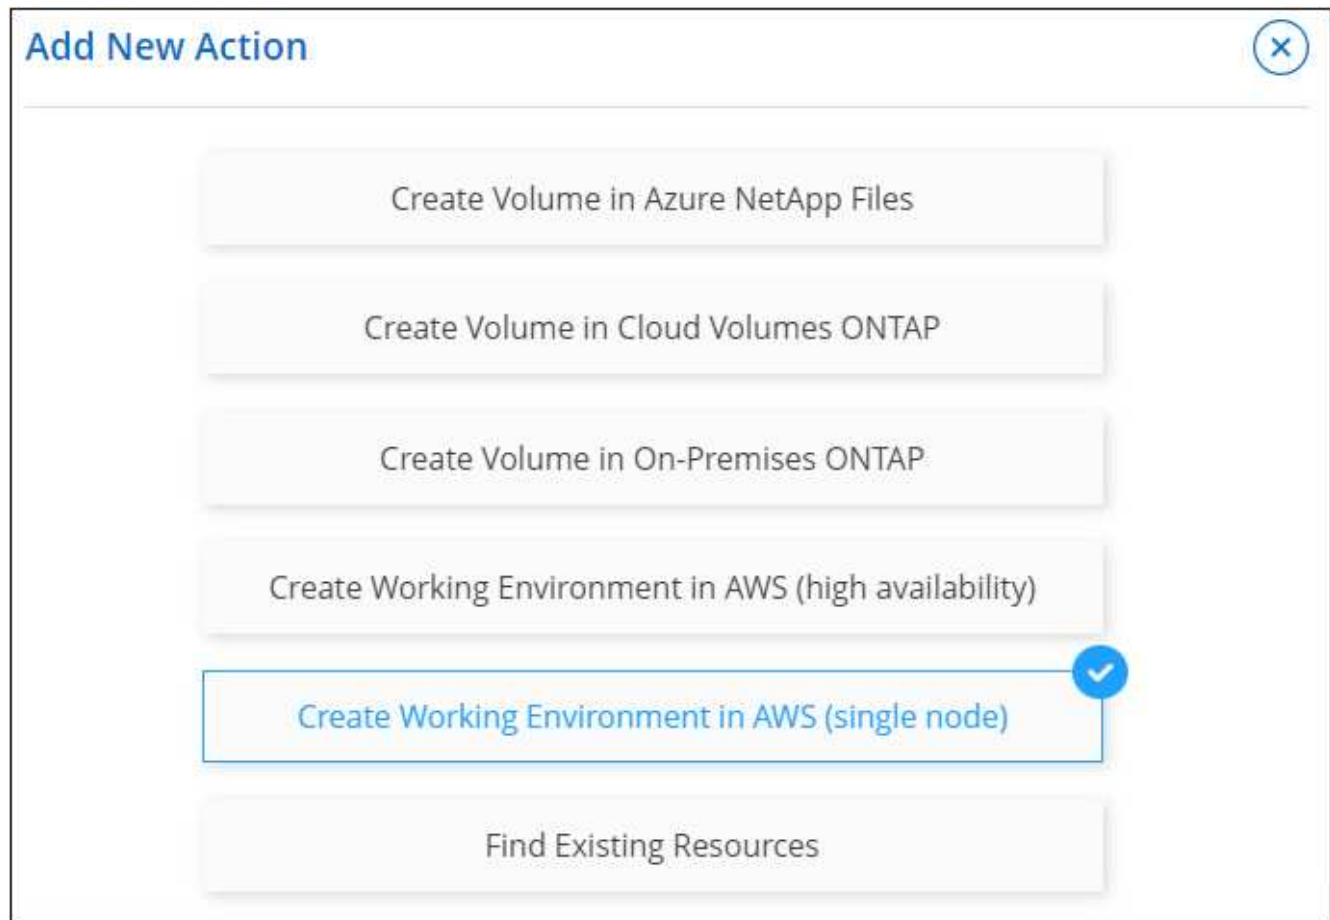 Add New Action
Create Volume in Azure NetApp Files
Create Volume in Cloud Volumes ONTAP
Create Volume in On-Premises ONTAP
Create Working Environment in AWS (high availability)
Create Working Environment in AWS (single node)
Find Existing Resources